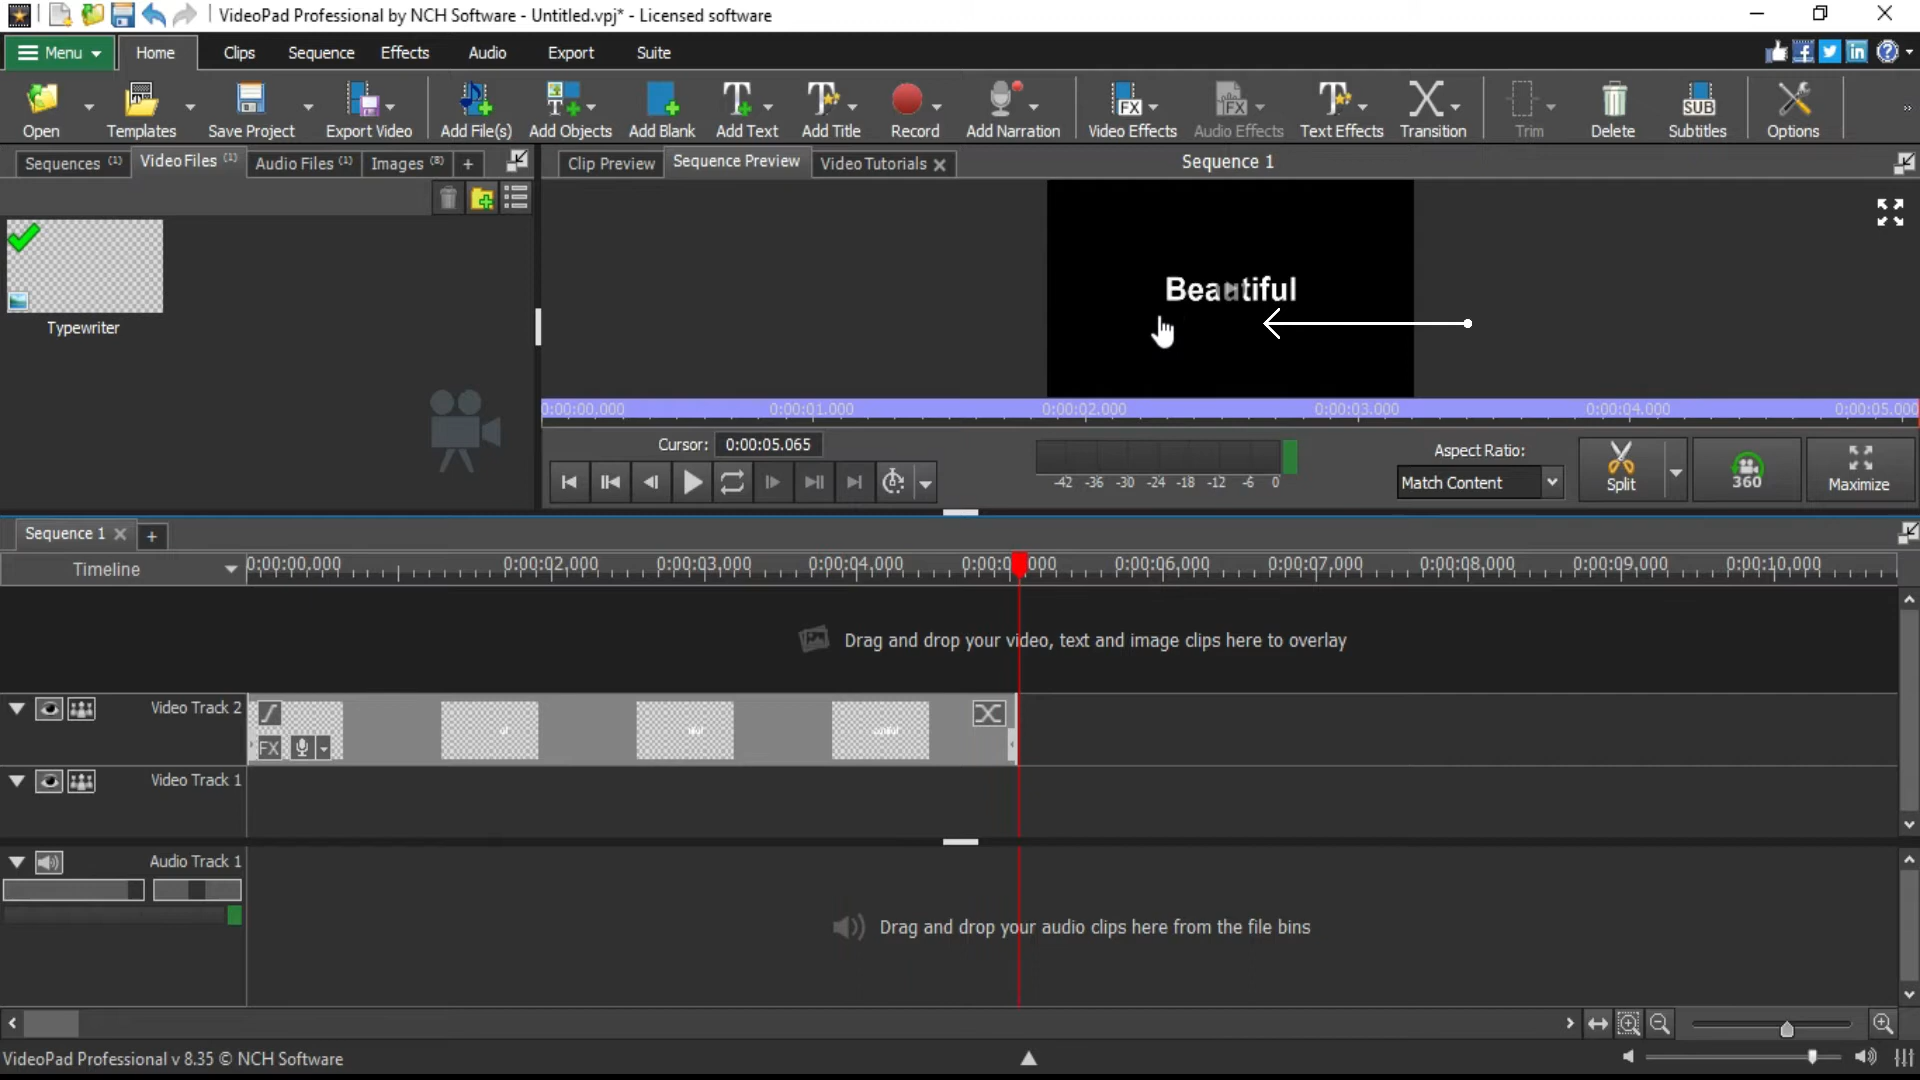 VideoPad Professional by NCH Software - Untitled.vpj* - Licensed software
Menu Home Clips Sequence Effects Audio Export Suite
Open Templates Save Project Export Video Add File(s) Add Objects Add Blank Add Text Add Title Record Add Narration Video Effects Audio Effects Text Effects Transition Trim Delete Subtitles Options
Sequences (1) Video Files (1) Audio Files (1) Images (8) + Clip Preview Sequence Preview Video Tutorials Sequence 1
Beautiful
Typewriter
0:00:00.000 0:00:01.000 0:00:02.000 0:00:03.000 0:00:04.000 0:00:05.000
Cursor: 0:00:05.065
Aspect Ratio:
Match Content
-42 -36 -30 -24 -18 -12 -6 0
Split 360 Maximize
Sequence 1
Timeline 0:00:00,000 0:00:02,000 0:00:03,000 0:00:04,000 0:00:06,000 0:00:07,000 0:00:08,000 0:00:09,000 0:00:10,000
Drag and drop your video, text and image clips here to overlay
Video Track 2
FX
Video Track 1
Audio Track 1
Drag and drop your audio clips here from the file bins
VideoPad Professional v 8.35 © NCH Software